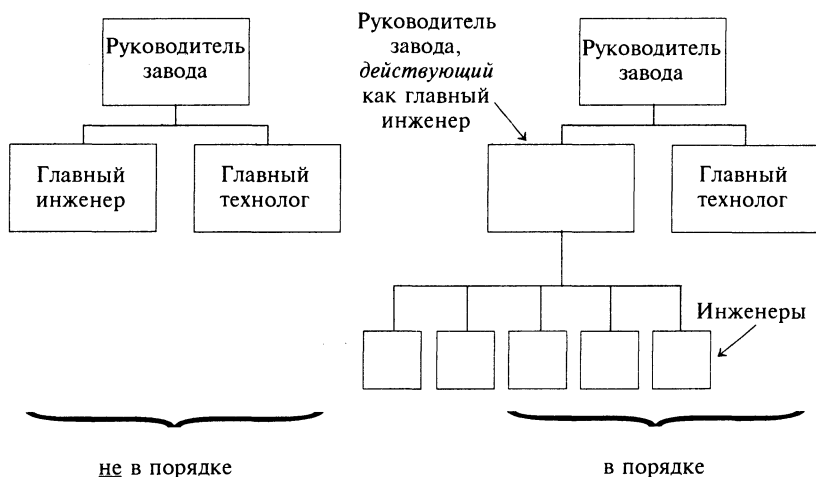 Руководитель
завода
Главный
инженер
Главный
технолог
не в порядке
Руководитель
завода,
действующий
как главный
инженер
Руководитель
завода
Главный
технолог
Инженеры
в порядке